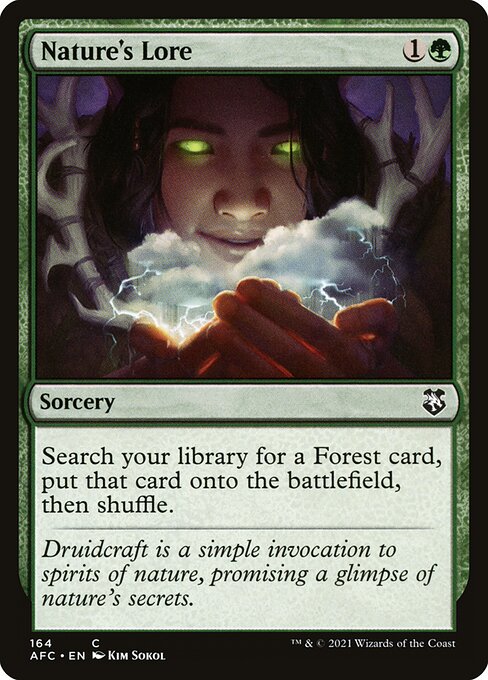 Nature's Lore 1
Sorcery
Search your library for a Forest card,
put that card onto the battlefield,
then shuffle.
Druidcraft is a simple invocation to
spirits of nature, promising a glimpse of
nature's secrets.
164 C ™ & © 2021 Wizards of the Coast
AFC • EN Kim Sokol